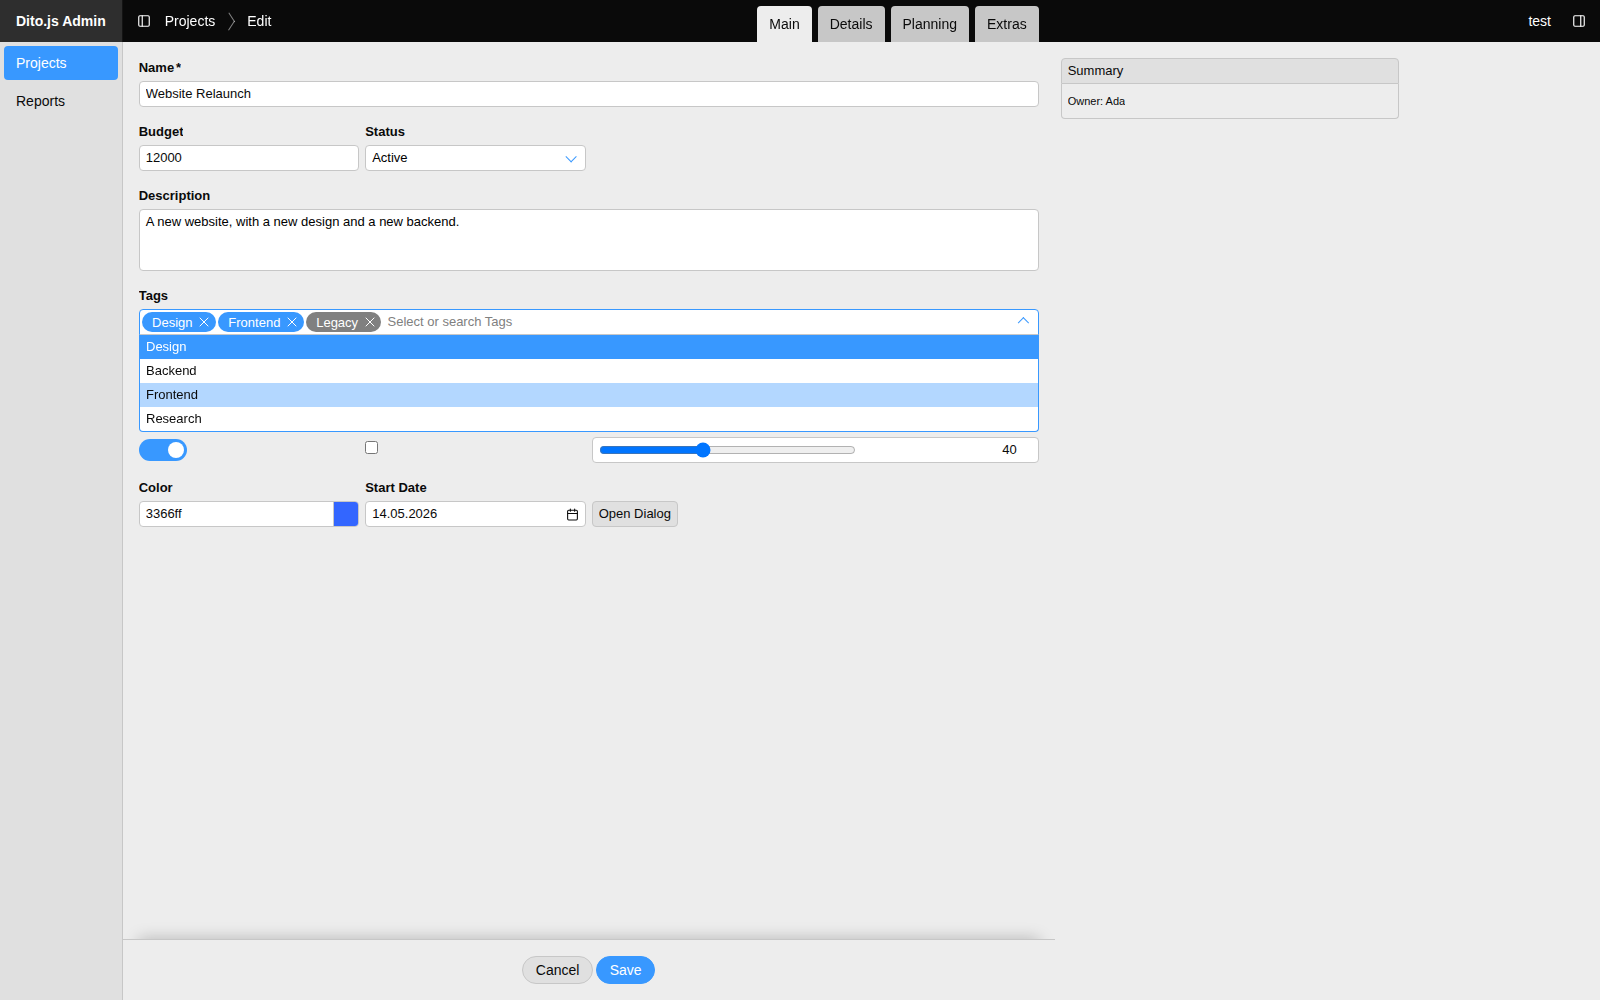 Dito.js Admin
Projects
Edit
Main
Details
Planning
Extras
test
Projects
Reports
Name*
Website Relaunch
Budget
Status
12000
Active
Description
A new website, with a new design and a new backend.
Tags
Design
Frontend
Legacy
Select or search Tags
Design
Backend
Frontend
Research
40
Color
Start Date
3366ff
14.05.2026
Open Dialog
Summary
Owner: Ada
Cancel
Save